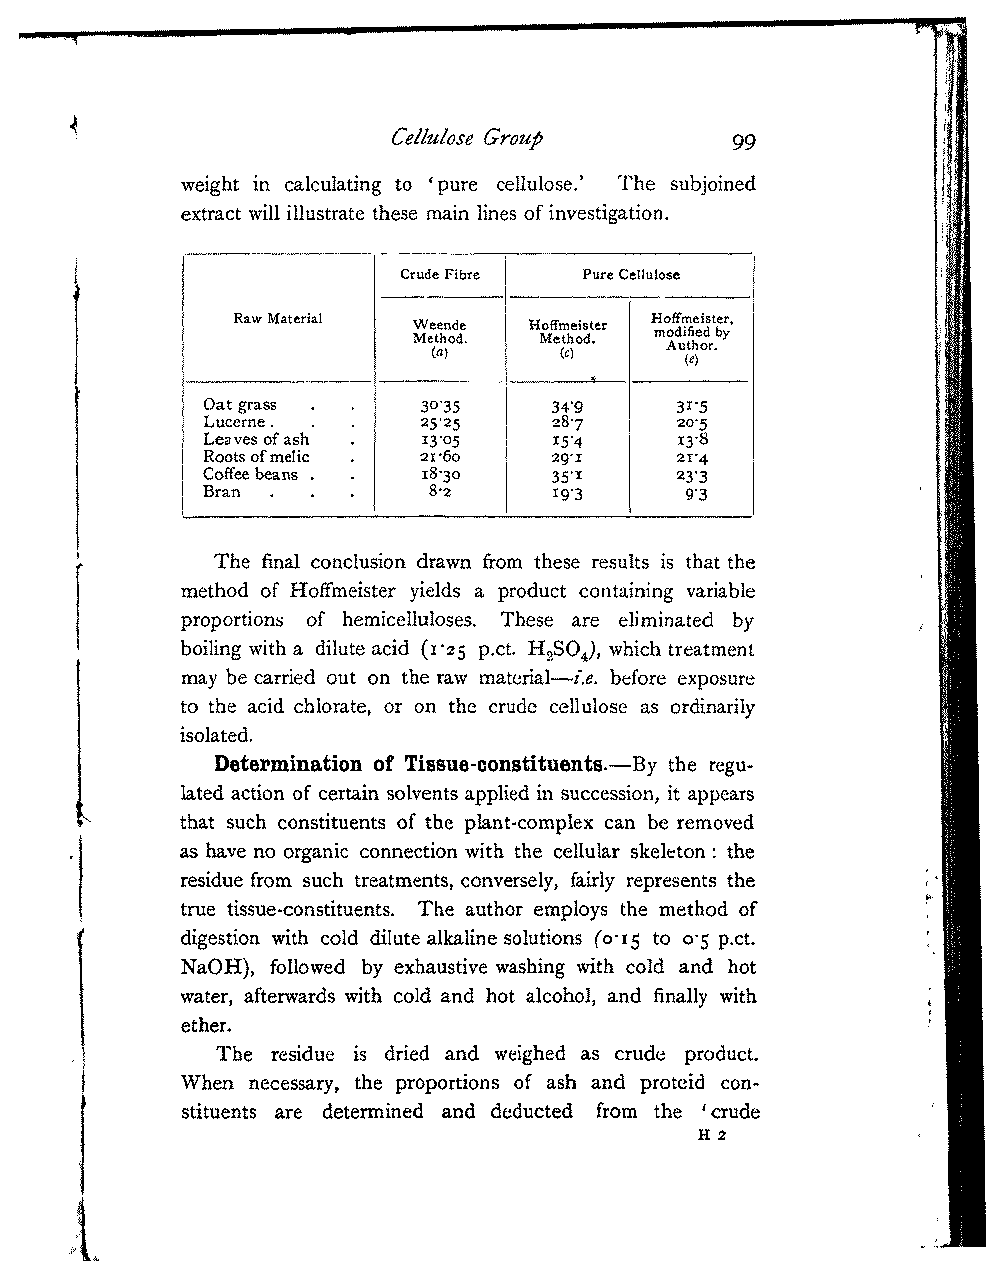 Cellulose Group 99
weight in calculating to ‘pure cellulose.’ The subjoined
extract will illustrate these main lines of investigation.
Crude Fibre Pure Cellulose
Raw Material Weende Method. (a) Hoffmeister Method. (c) Hoffmeister, modified by Author. (e)
Oat grass . . 30·35 34·9 31·5
Lucerne . . . 25·25 28·7 20·5
Leaves of ash . 13·05 15·4 13·8
Roots of melic . 21·60 29·1 21·4
Coffee beans . . 18·30 35·1 23·3
Bran . . . 8·2 19·3 9·3
The final conclusion drawn from these results is that the
method of Hoffmeister yields a product containing variable
proportions of hemicelluloses. These are eliminated by
boiling with a dilute acid (1·25 p.ct. H₂SO₄), which treatment
may be carried out on the raw material—i.e. before exposure
to the acid chlorate, or on the crude cellulose as ordinarily
isolated.
Determination of Tissue-constituents.—By the regu-
lated action of certain solvents applied in succession, it appears
that such constituents of the plant-complex can be removed
as have no organic connection with the cellular skeleton : the
residue from such treatments, conversely, fairly represents the
true tissue-constituents. The author employs the method of
digestion with cold dilute alkaline solutions (0·15 to 0·5 p.ct.
NaOH), followed by exhaustive washing with cold and hot
water, afterwards with cold and hot alcohol, and finally with
ether.
The residue is dried and weighed as crude product.
When necessary, the proportions of ash and proteid con-
stituents are determined and deducted from the ‘crude
H 2